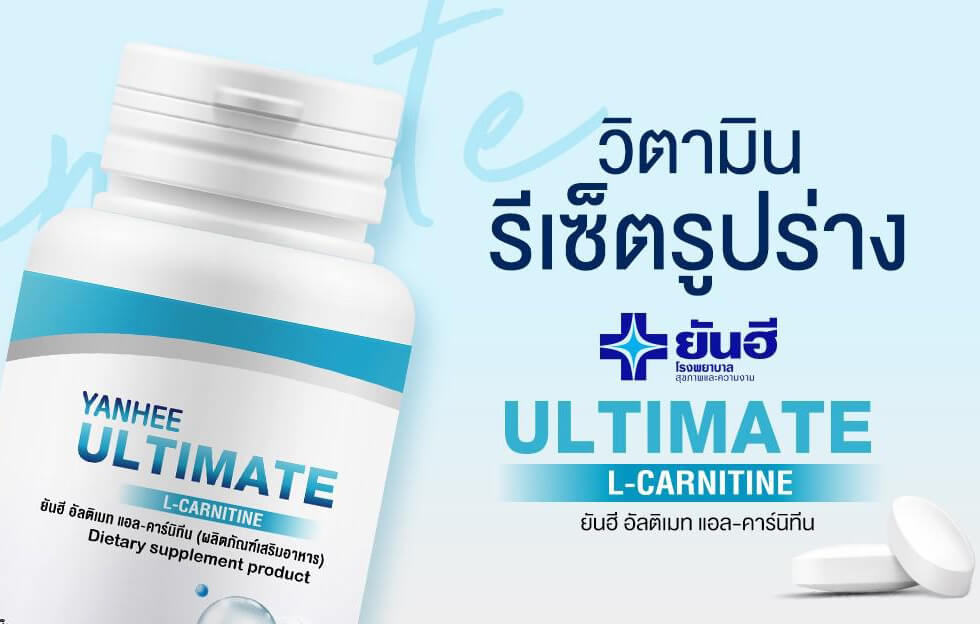 วิตามิน
รีเซ็ตรูปร่าง
ยันฮี
โรงพยาบาล
สุขภาพและความงาม
ULTIMATE
L-CARNITINE
ยันฮี อัลติเมท แอล-คาร์นิทีน
YANHEE
ULTIMATE
L-CARNITINE
ยันฮี อัลติเมท แอล-คาร์นิทีน (ผลิตภัณฑ์เสริมอาหาร)
Dietary supplement product